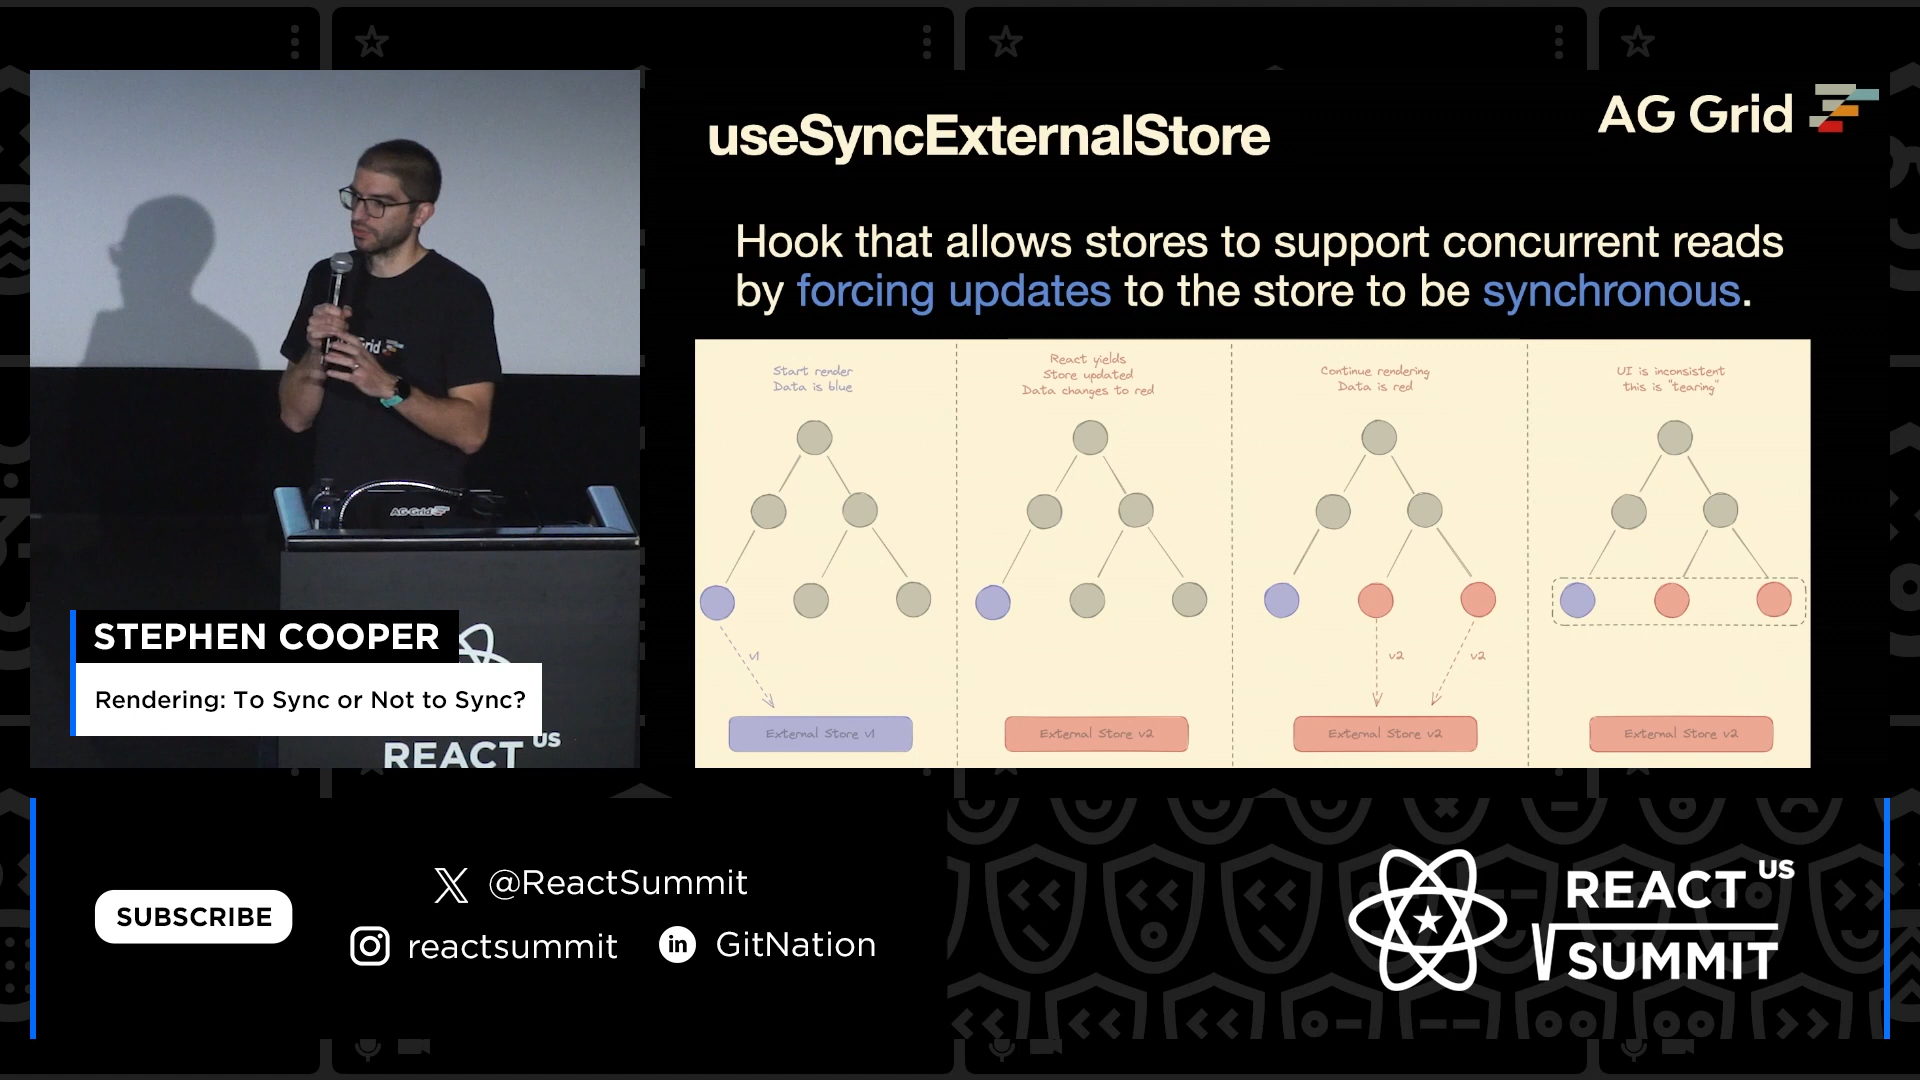 AG Grid
useSyncExternalStore
Hook that allows stores to support concurrent reads
by forcing updates to the store to be synchronous.
Start render
Data is blue
React yields
Store updated
Data changes to red
Continue rendering
Data is red
UI is inconsistent
this is "tearing"
v1
v2
v2
External Store v1
External Store v2
External Store v2
External Store v2
Grid
AG Grid
STEPHEN COOPER
Rendering: To Sync or Not to Sync?
REACT US
SUBSCRIBE
@ReactSummit
reactsummit
in
GitNation
REACT US
SUMMIT